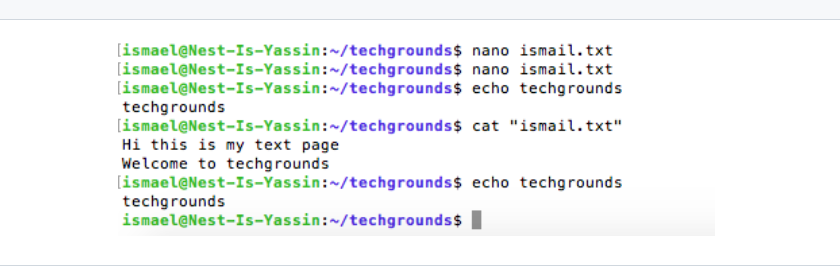 [ismael@Nest-Is-Yassin:~/techgrounds$ nano ismail.txt
[ismael@Nest-Is-Yassin:~/techgrounds$ nano ismail.txt
[ismael@Nest-Is-Yassin:~/techgrounds$ echo techgrounds
techgrounds
[ismael@Nest-Is-Yassin:~/techgrounds$ cat "ismail.txt"
Hi this is my text page
Welcome to techgrounds
[ismael@Nest-Is-Yassin:~/techgrounds$ echo techgrounds
techgrounds
ismael@Nest-Is-Yassin:~/techgrounds$